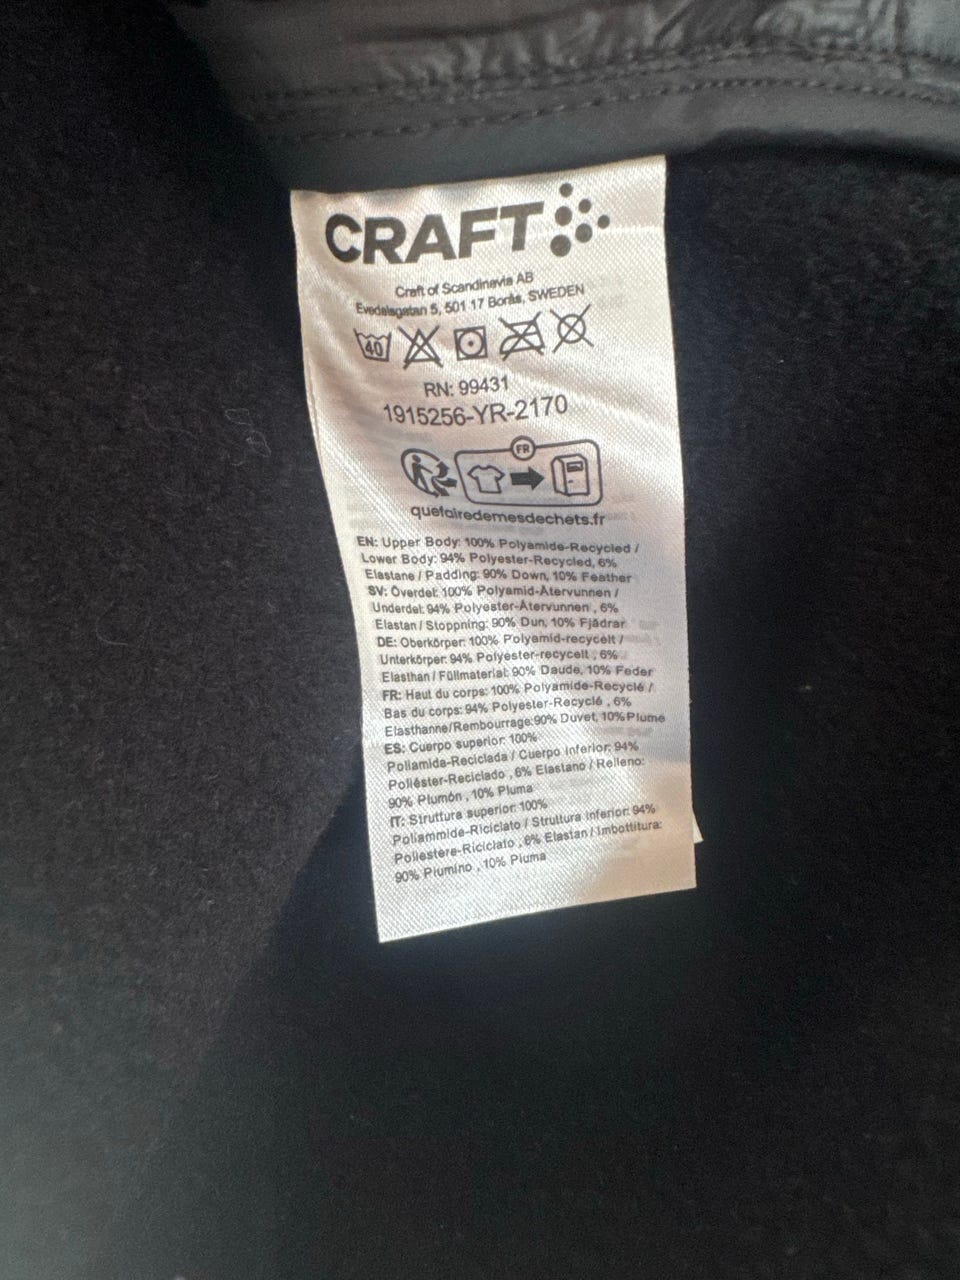 CRAFT
Craft of Scandinavia AB
Evedalsgatan 5, 501 17 Borås, SWEDEN
40
RN: 99431
1915256-YR-2170
FR
quefairedemesdechets.fr
EN: Upper Body: 100% Polyamide-Recycled /
Lower Body: 94% Polyester-Recycled, 6%
Elastane / Padding: 90% Down, 10% Feather
SV: Överdel: 100% Polyamid-Återvunnen /
Underdel: 94% Polyester-Återvunnen , 6%
Elastan / Stoppning: 90% Dun, 10% Fjädrar
DE: Oberkörper: 100% Polyamid-recycelt /
Unterkörper: 94% Polyester-recycelt , 6%
Elasthan / Füllmaterial: 90% Daude, 10% Feder
FR: Haut du corps: 100% Polyamide-Recyclé /
Bas du corps: 94% Polyester-Recyclé , 6%
Elasthanne/Rembourrage:90% Duvet, 10% Plume
ES: Cuerpo superior: 100%
Poliamida-Reciclada / Cuerpo inferior: 94%
Poliéster-Reciclado , 6% Elastano / Relleno:
90% Plumón , 10% Pluma
IT: Struttura superior: 100%
Poliammide-Riciclato / Struttura inferior: 94%
Poliestere-Riciclato , 6% Elastan / Imbottitura:
90% Piumino , 10% Piuma